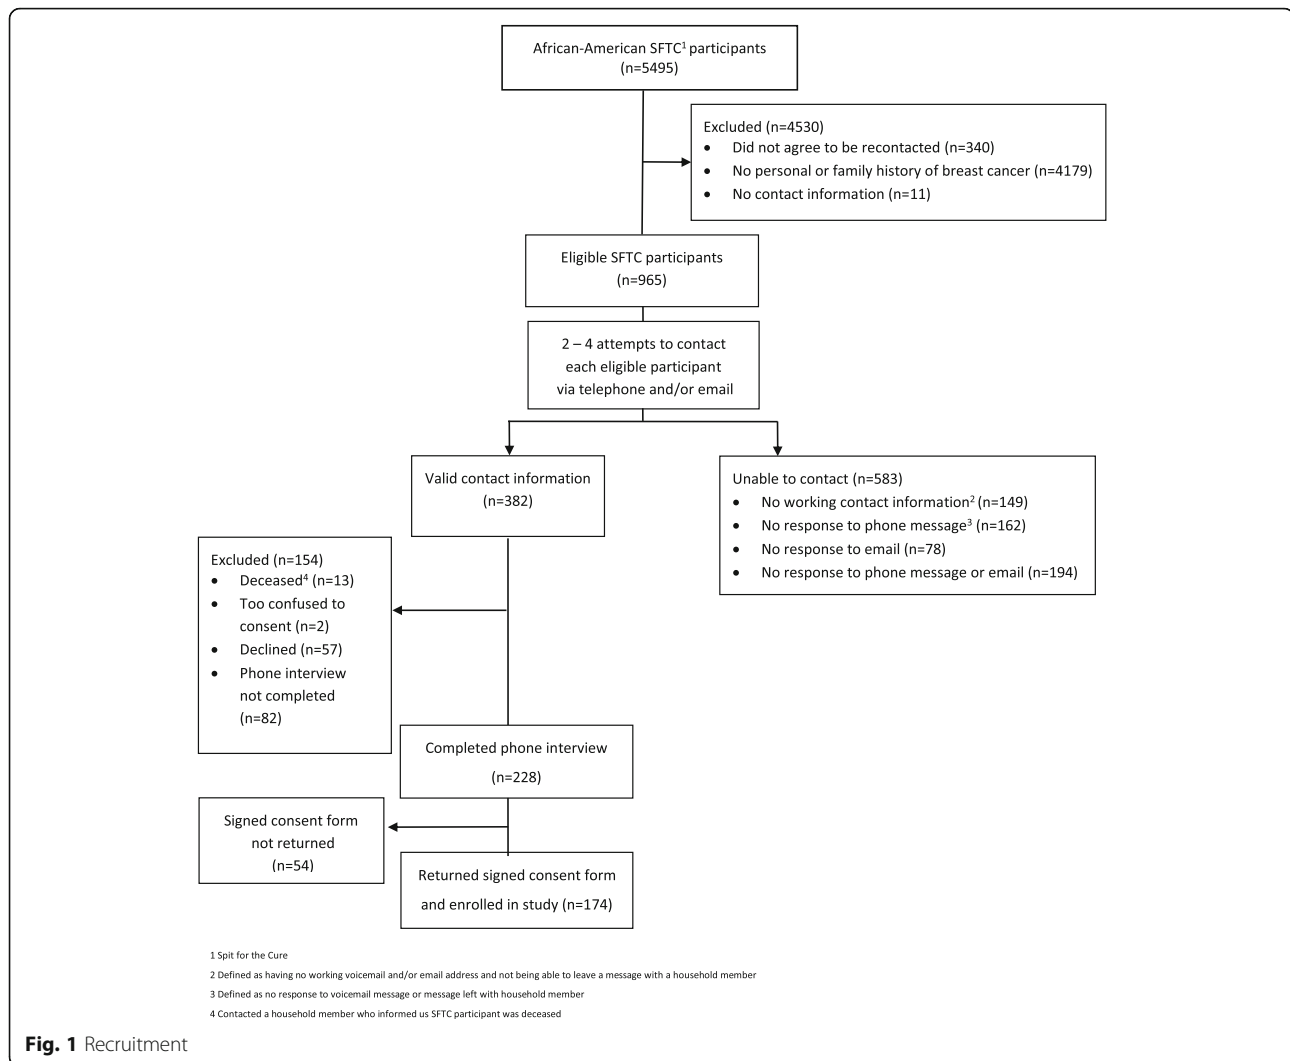 African-American SFTC¹ participants
(n=5495)
Excluded (n=4530)
• Did not agree to be recontacted (n=340)
• No personal or family history of breast cancer (n=4179)
• No contact information (n=11)
Eligible SFTC participants
(n=965)
2 – 4 attempts to contact
each eligible participant
via telephone and/or email
Valid contact information
(n=382)
Unable to contact (n=583)
• No working contact information² (n=149)
• No response to phone message³ (n=162)
• No response to email (n=78)
• No response to phone message or email (n=194)
Excluded (n=154)
• Deceased⁴ (n=13)
• Too confused to
consent (n=2)
• Declined (n=57)
• Phone interview
not completed
(n=82)
Completed phone interview
(n=228)
Signed consent form
not returned
(n=54)
Returned signed consent form
and enrolled in study (n=174)
1 Spit for the Cure
2 Defined as having no working voicemail and/or email address and not being able to leave a message with a household member
3 Defined as no response to voicemail message or message left with household member
4 Contacted a household member who informed us SFTC participant was deceased
Fig. 1 Recruitment